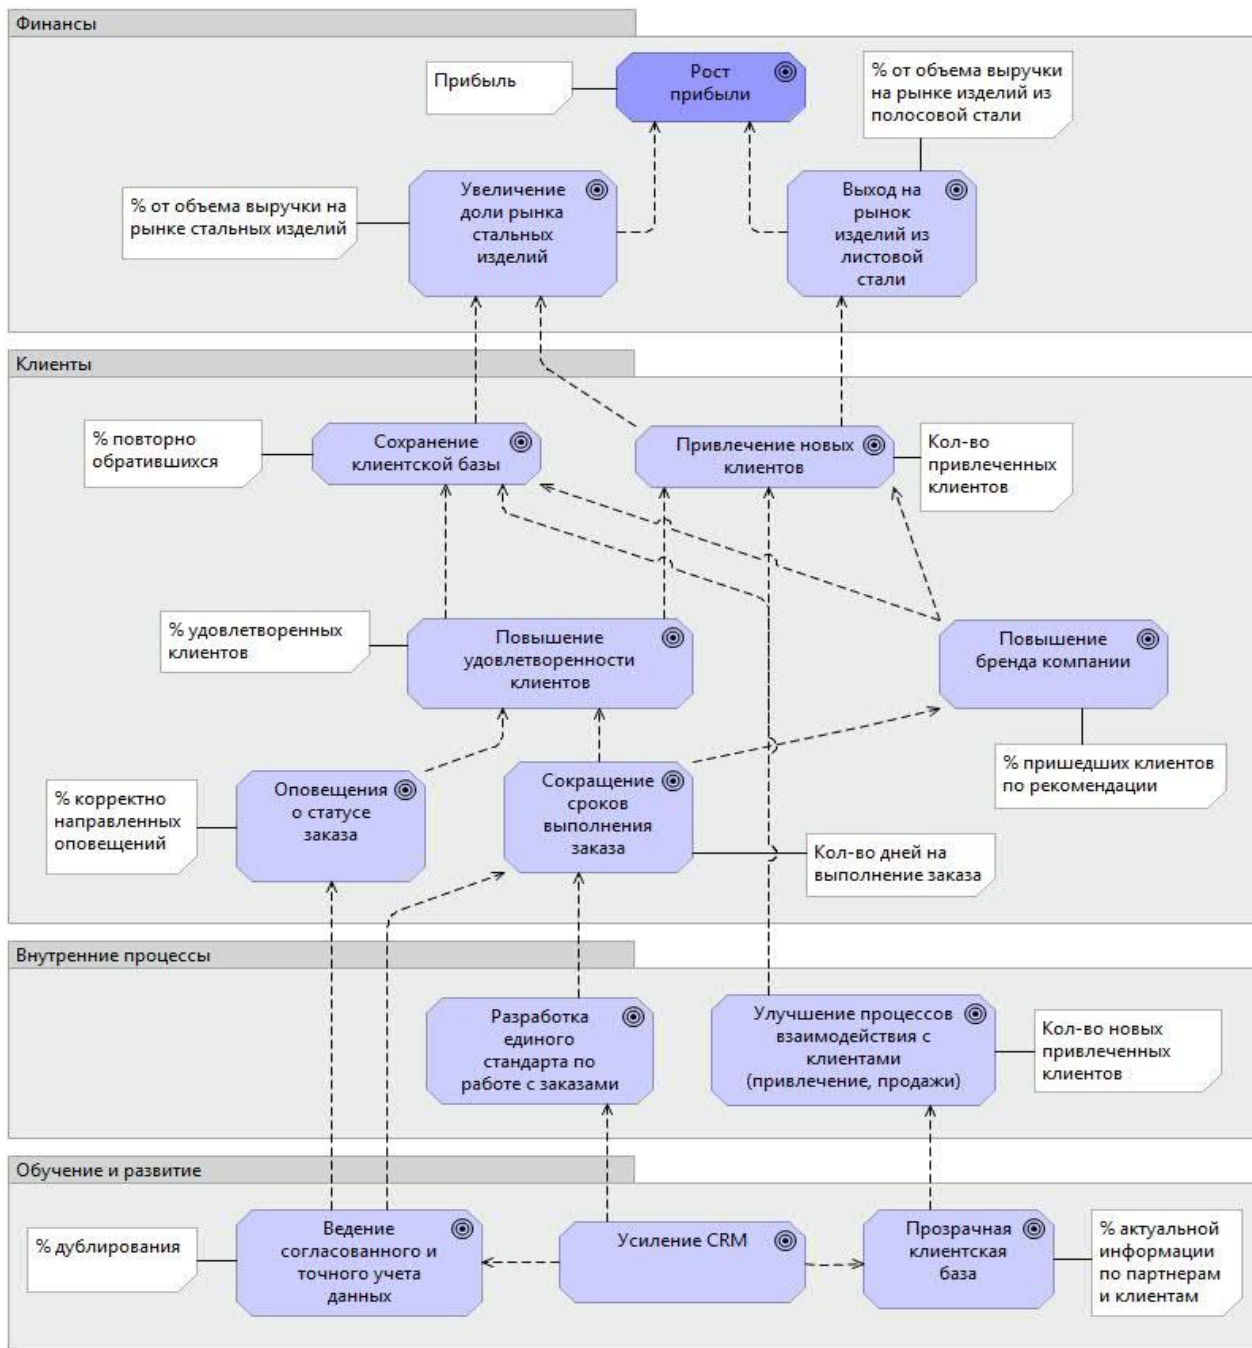 Финансы
Прибыль
Рост
прибыли
% от объема выручки
на рынке изделий из
полосовой стали
% от объема выручки на
рынке стальных изделий
Увеличение
доли рынка
стальных
изделий
Выход на
рынок
изделий из
листовой
стали
Клиенты
% повторно
обратившихся
Сохранение
клиентской базы
Привлечение новых
клиентов
Кол-во
привлеченных
клиентов
% удовлетворенных
клиентов
Повышение
удовлетворенности
клиентов
Повышение
бренда компании
% пришедших клиентов
по рекомендации
% корректно
направленных
оповещений
Оповещения
о статусе
заказа
Сокращение
сроков
выполнения
заказа
Кол-во дней на
выполнение заказа
Внутренние процессы
Разработка
единого
стандарта по
работе с заказами
Улучшение процессов
взаимодействия с
клиентами
(привлечение, продажи)
Кол-во новых
привлеченных
клиентов
Обучение и развитие
% дублирования
Ведение
согласованного и
точного учета
данных
Усиление CRM
Прозрачная
клиентская
база
% актуальной
информации
по партнерам
и клиентам